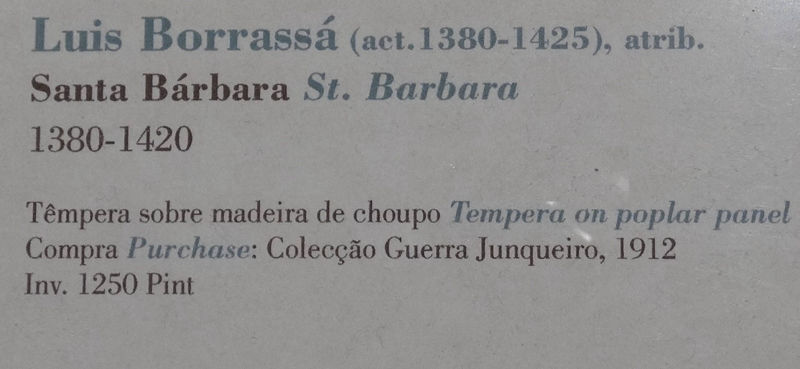 Luis Borrassá (act.1380-1425), atrib.
Santa Bárbara St. Barbara
1380-1420
Têmpera sobre madeira de choupo Tempera on poplar panel
Compra Purchase: Colecção Guerra Junqueiro, 1912
Inv. 1250 Pint